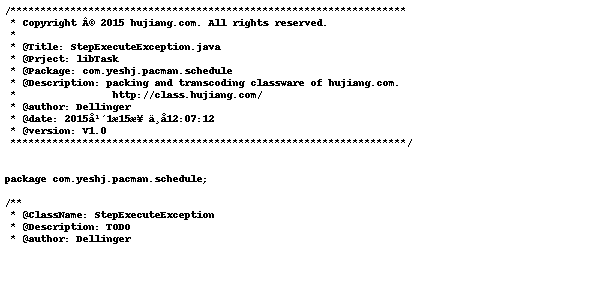 /******************************************************************
 * Copyright Â© 2015 hujiang.com. All rights reserved.
 *
 * @Title: StepExecuteException.java
 * @Prject: libTask
 * @Package: com.yeshj.pacman.schedule
 * @Description: packing and transcoding classware of hujiang.com.
 *                http://class.hujiang.com/
 * @author: Dellinger
 * @date: 2015å¹´1æ15æ¥ ä¸å12:07:12
 * @version: V1.0
 ******************************************************************/
package com.yeshj.pacman.schedule;
/**
 * @ClassName: StepExecuteException
 * @Description: TODO
 * @author: Dellinger